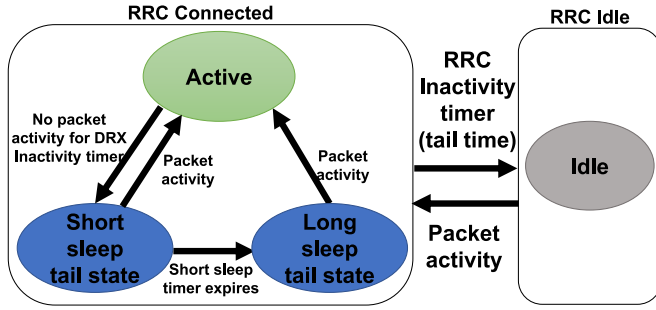 RRC Connected
RRC Idle
Active
No packet
activity for DRX
Inactivity timer
Packet
activity
Packet
activity
Short
sleep
tail state
Short sleep
timer expires
Long
sleep
tail state
RRC
Inactivity
timer
(tail time)
Packet
activity
Idle